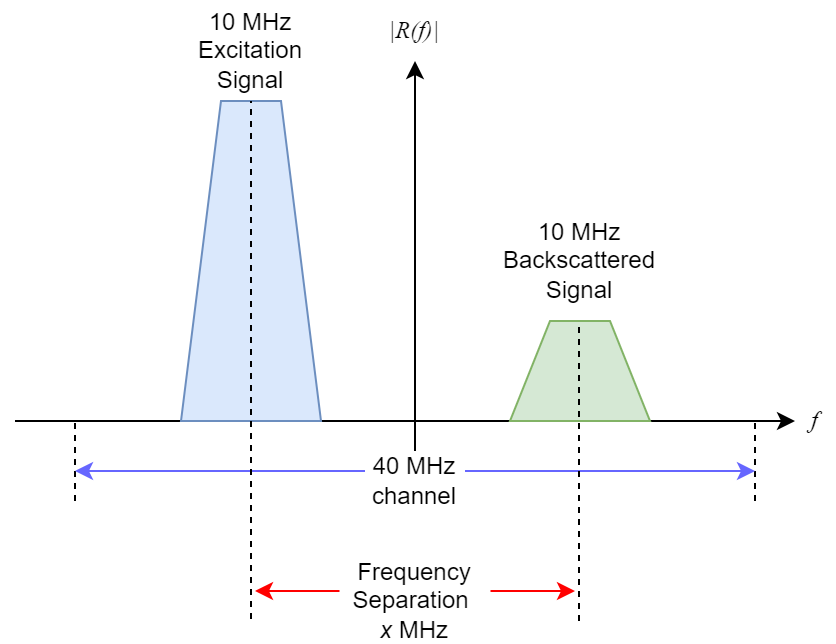 10 MHz
Excitation
Signal
|R(f)|
10 MHz
Backscattered
Signal
f
40 MHz
channel
Frequency
Separation
x MHz